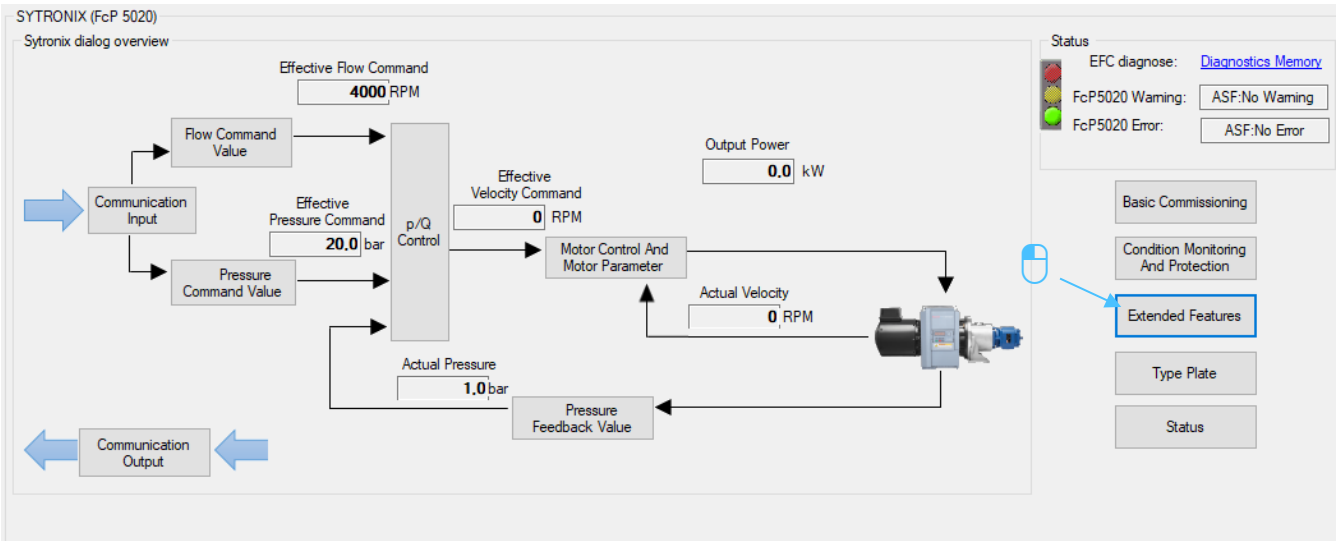 SYTRONIX (FcP 5020)
Sytronix dialog overview
Effective Flow Command
4000 RPM
Flow Command
Value
Communication
Input
Effective
Pressure Command
20,0 bar
Pressure
Command Value
p/Q
Control
Effective
Velocity Command
0 RPM
Motor Control And
Motor Parameter
Output Power
0,0 kW
Actual Velocity
0 RPM
Actual Pressure
1,0 bar
Pressure
Feedback Value
Communication
Output
Status
EFC diagnose: Diagnostics Memory
FcP5020 Warning: ASF:No Warning
FcP5020 Error: ASF:No Error
Basic Commissioning
Condition Monitoring
And Protection
Extended Features
Type Plate
Status